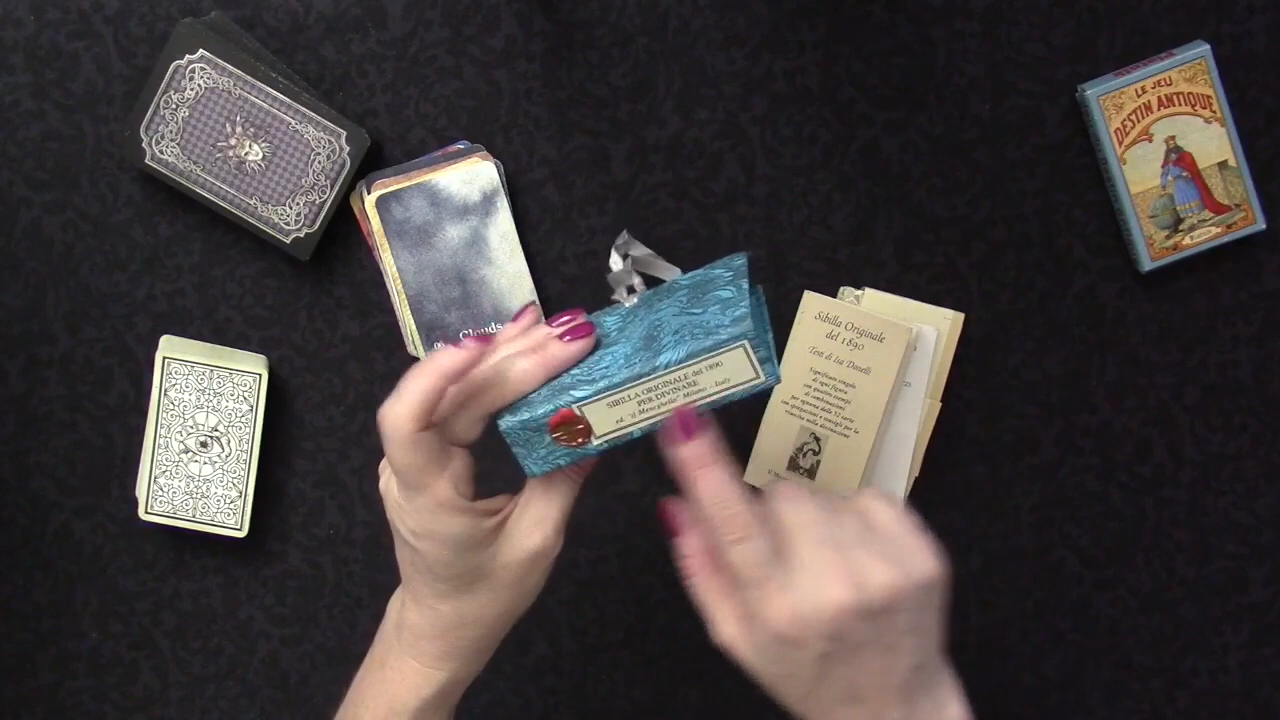 LE JEU
DESTIN ANTIQUE
Clouds
SIBILLA ORIGINALE del 1890
PER DIVINARE
ed. "il Meneghello" Milano - Italy
Sibilla Originale
del 1890
Testi di Isa Donelli
Significato singolo
di ogni figura
con quattro esempi
di combinazioni
per ognuna delle 52 carte
con spiegazioni e consigli per la
riuscita nella divinazione
il